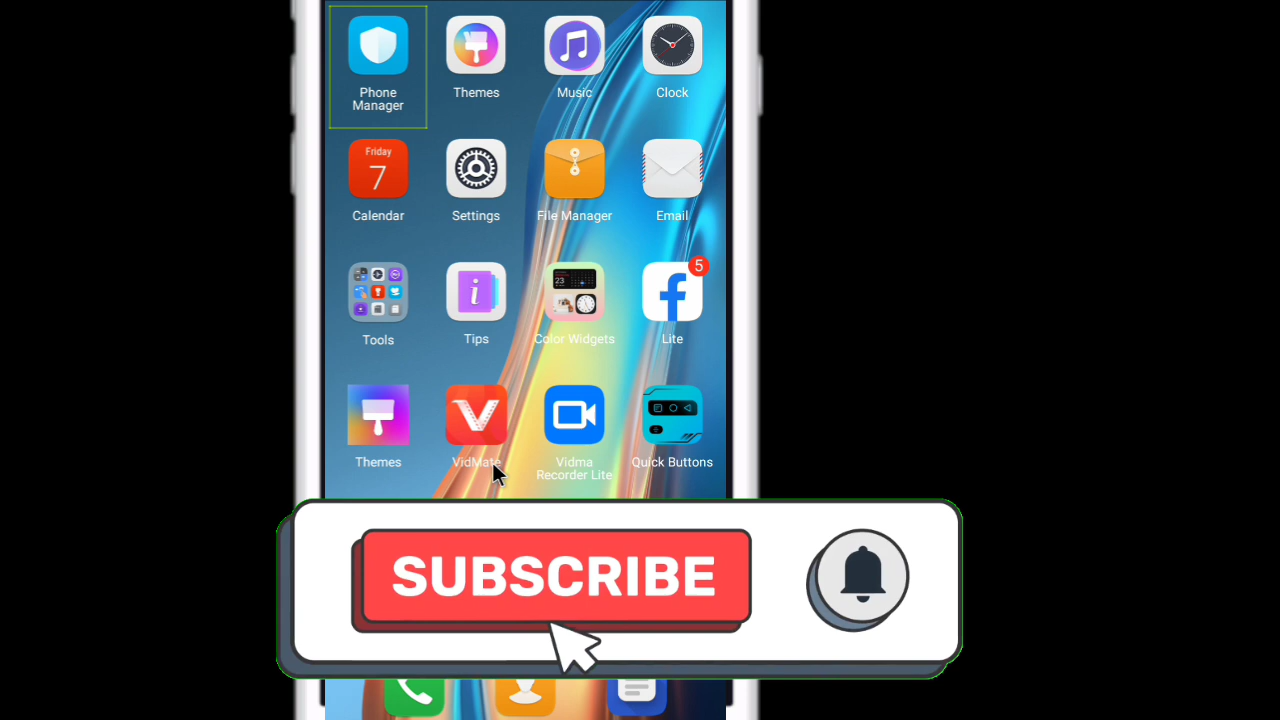 Phone
Manager
Themes
Music
Clock
Friday
7
Calendar
Settings
File Manager
Email
Tools
i
Tips
23
Color Widgets
5
f
Lite
Themes
V
VidMate
Vidma
Recorder Lite
Quick Buttons
SUBSCRIBE